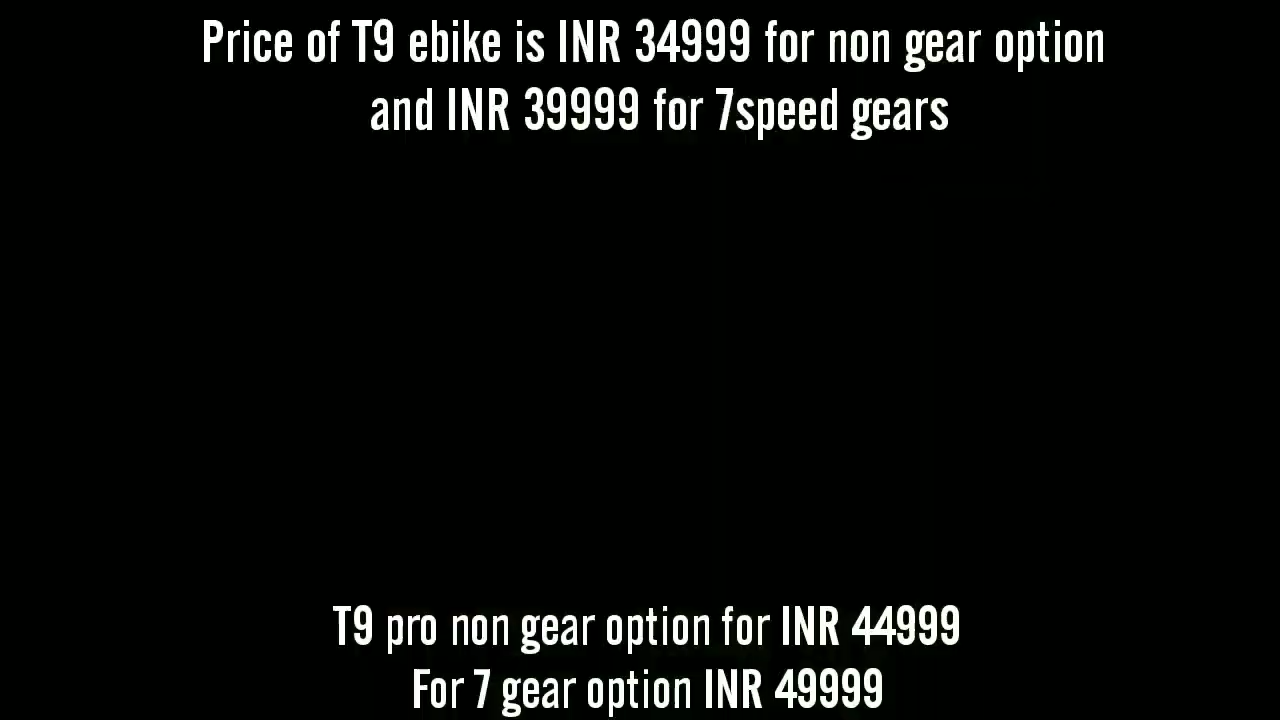 Price of T9 ebike is INR 34999 for non gear option
and INR 39999 for 7speed gears
T9 pro non gear option for INR 44999
For 7 gear option INR 49999